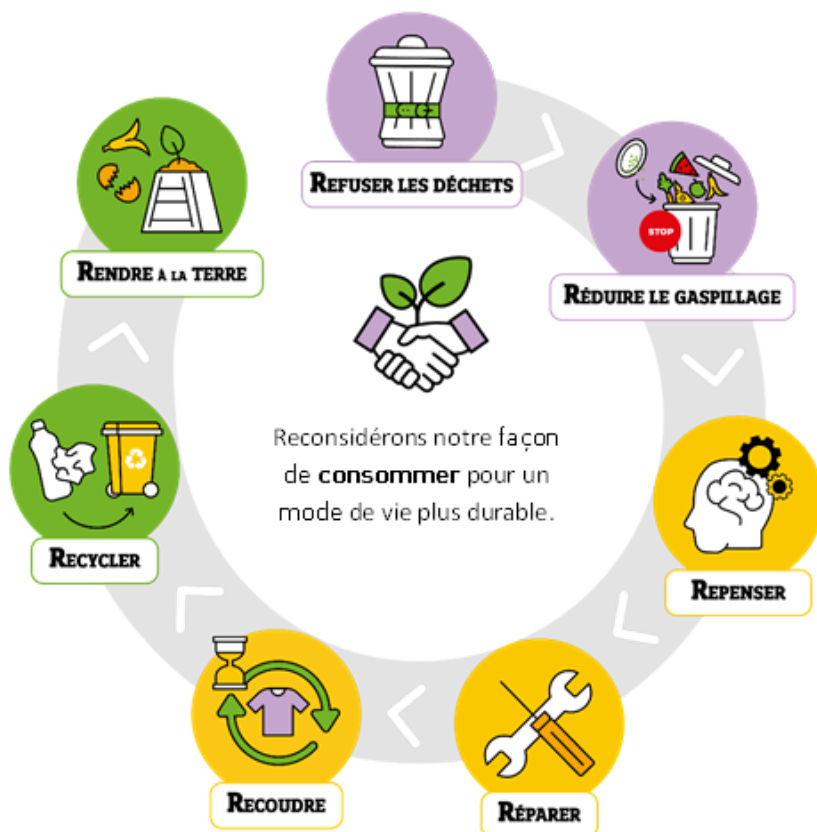 REFUSER LES DÉCHETS
STOP
RÉDUIRE LE GASPILLAGE
REPENSER
RÉPARER
RECOUDRE
RECYCLER
RENDRE À LA TERRE
Reconsidérons notre façon
de consommer pour un
mode de vie plus durable.